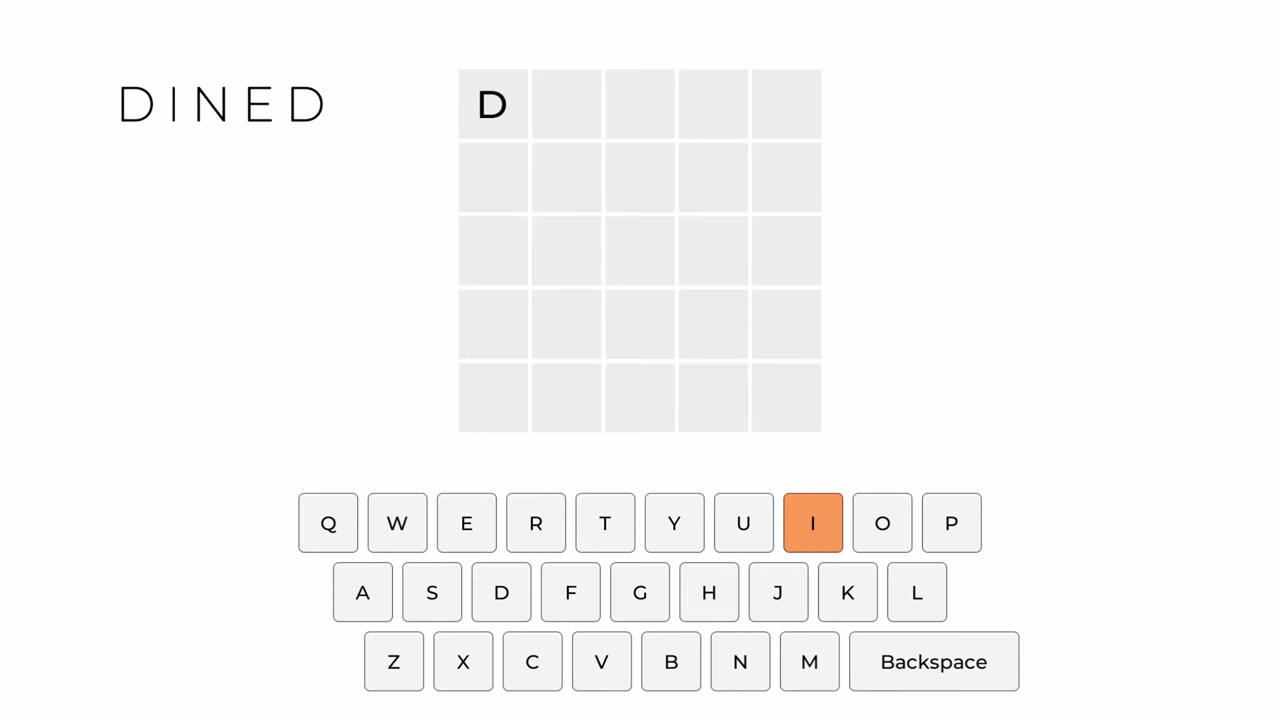 DINED
D
Q W E R T Y U I O P
A S D F G H J K L
Z X C V B N M Backspace